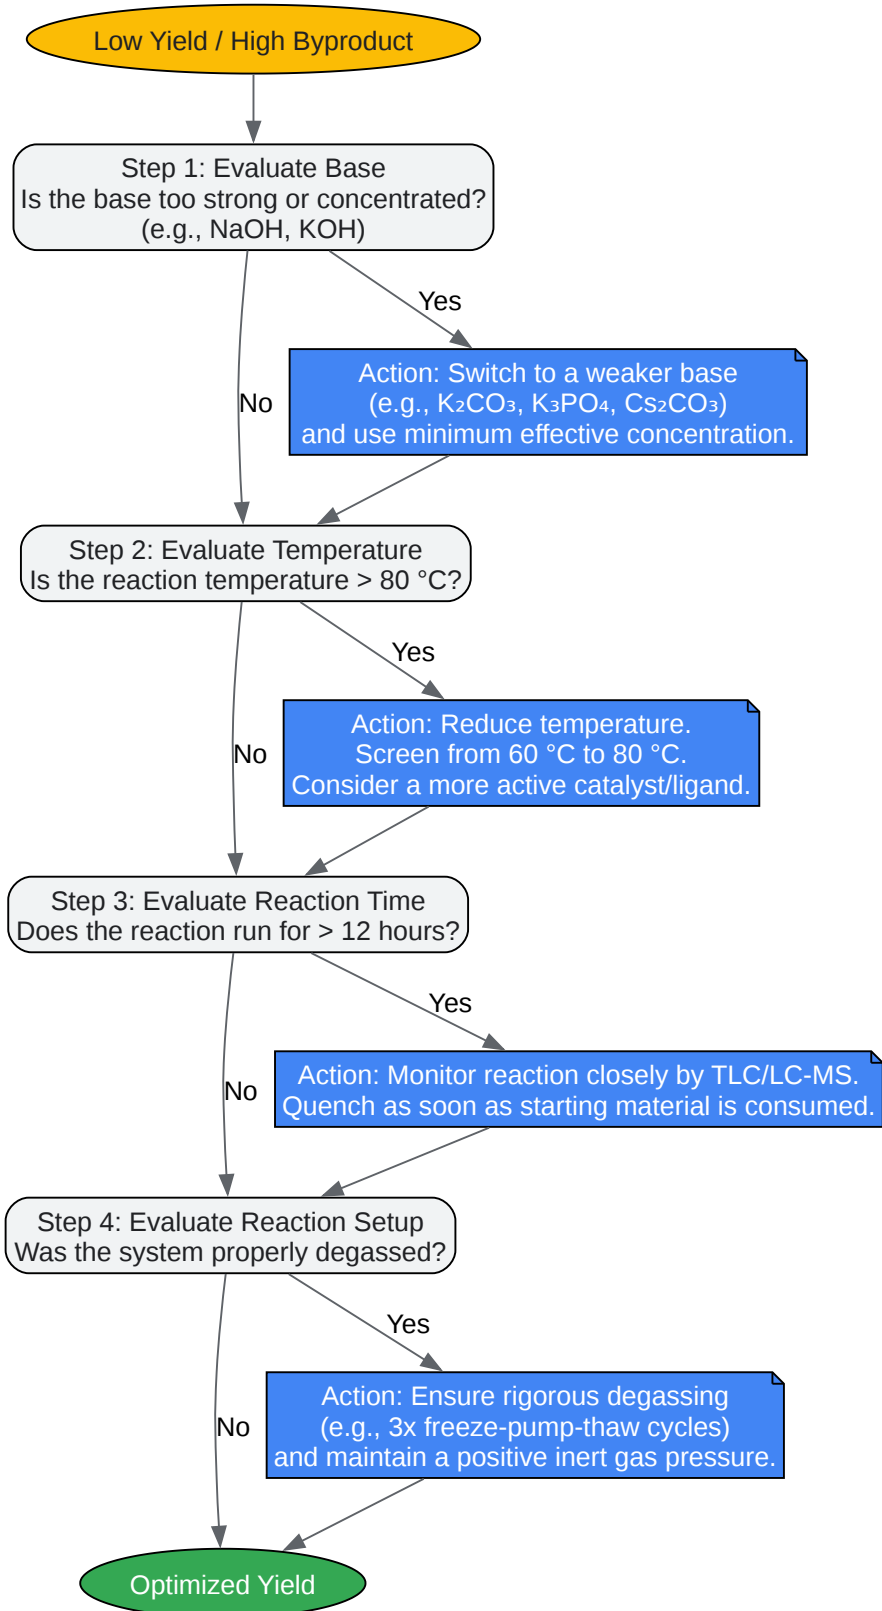 Low Yield / High Byproduct
Step 1: Evaluate Base
Is the base too strong or concentrated?
(e.g., NaOH, KOH)
Yes
No
Action: Switch to a weaker base
(e.g., K₂CO₃, K₃PO₄, Cs₂CO₃)
and use minimum effective concentration.
Step 2: Evaluate Temperature
Is the reaction temperature > 80 °C?
Yes
No
Action: Reduce temperature.
Screen from 60 °C to 80 °C.
Consider a more active catalyst/ligand.
Step 3: Evaluate Reaction Time
Does the reaction run for > 12 hours?
Yes
No
Action: Monitor reaction closely by TLC/LC-MS.
Quench as soon as starting material is consumed.
Step 4: Evaluate Reaction Setup
Was the system properly degassed?
Yes
No
Action: Ensure rigorous degassing
(e.g., 3x freeze-pump-thaw cycles)
and maintain a positive inert gas pressure.
Optimized Yield